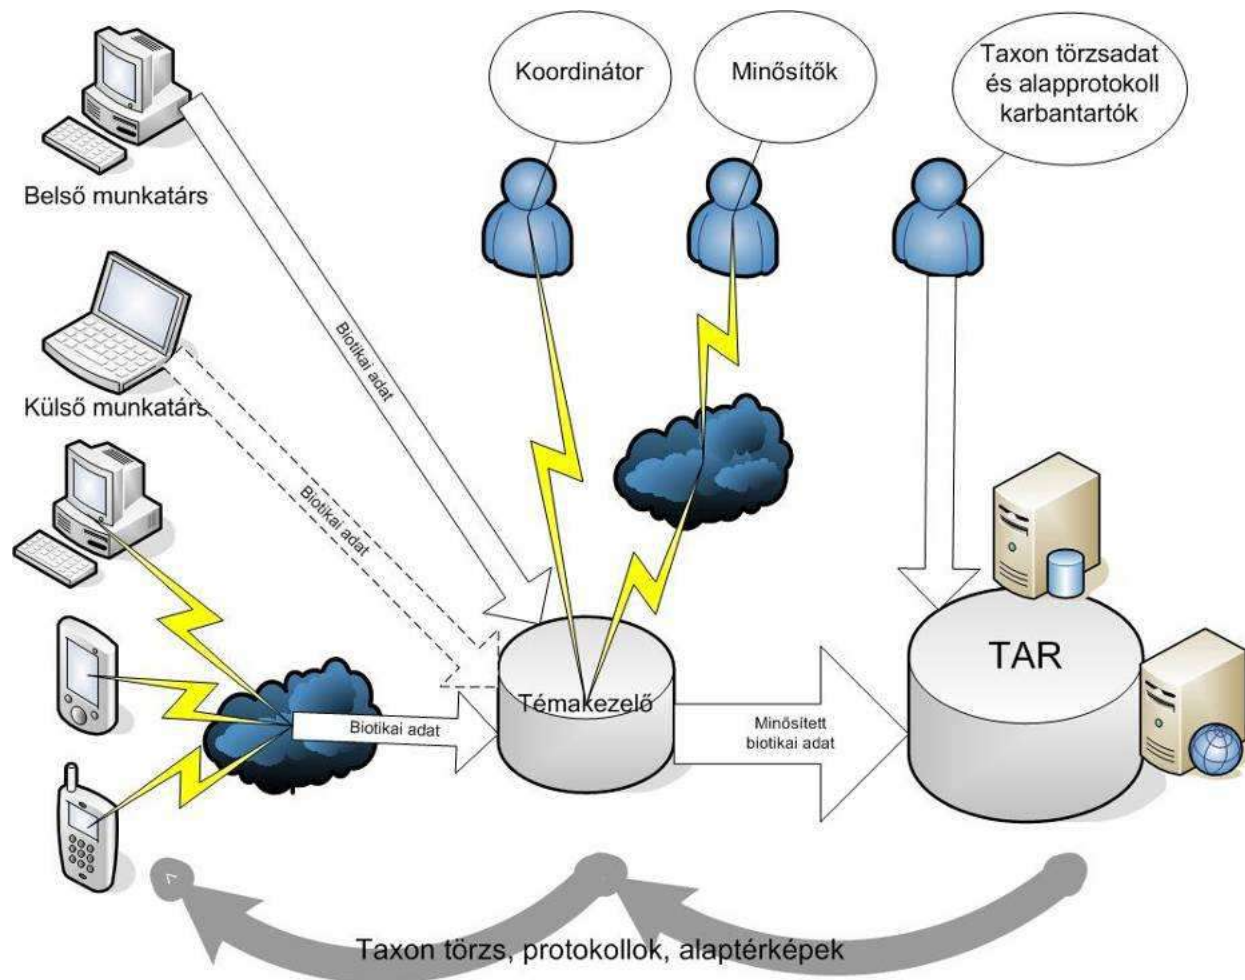 Koordinátor
Minősítők
Taxon törzsadat
és alapprotokoll
karbantartók
Belső munkatárs
Biotikai adat
Külső munkatárs
Biotikai adat
TAR
Témakezelő
Biotikai adat
Minősített
biotikai adat
Taxon törzs, protokollok, alaptérképek